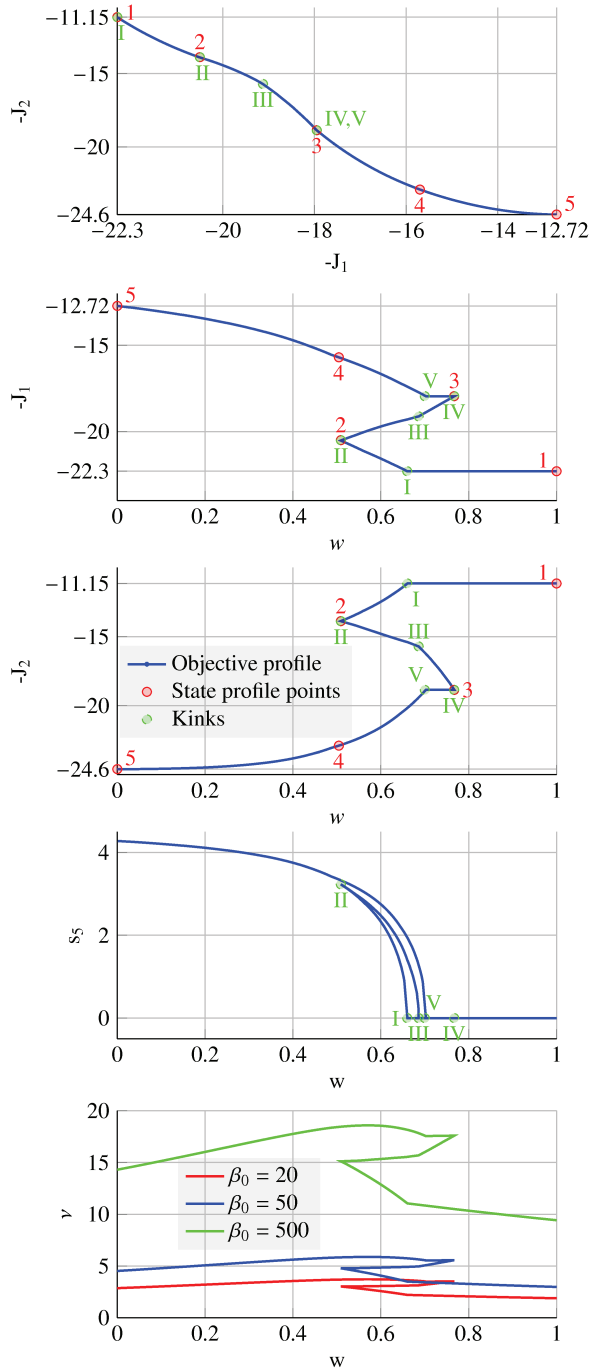 −11.15
1
I
2
II
−15
III
IV,V
-J2
−20
3
4
5
−24.6
−22.3
−20
−18
−16
−14
−12.72
-J1
−12.72
5
−15
4
V
3
-J1
IV
−20
2
III
II
−22.3
I
1
0
0.2
0.4
0.6
0.8
1
w
−11.15
1
I
2
II
III
−15
-J2
Objective profile
State profile points
Kinks
V
3
IV
−20
4
−24.6
5
0
0.2
0.4
0.6
0.8
1
w
4
II
s5
2
V
0
I
III
IV
0
0.2
0.4
0.6
0.8
1
w
20
15
β0 = 20
β0 = 50
β0 = 500
ν
10
5
0
0
0.2
0.4
0.6
0.8
1
w